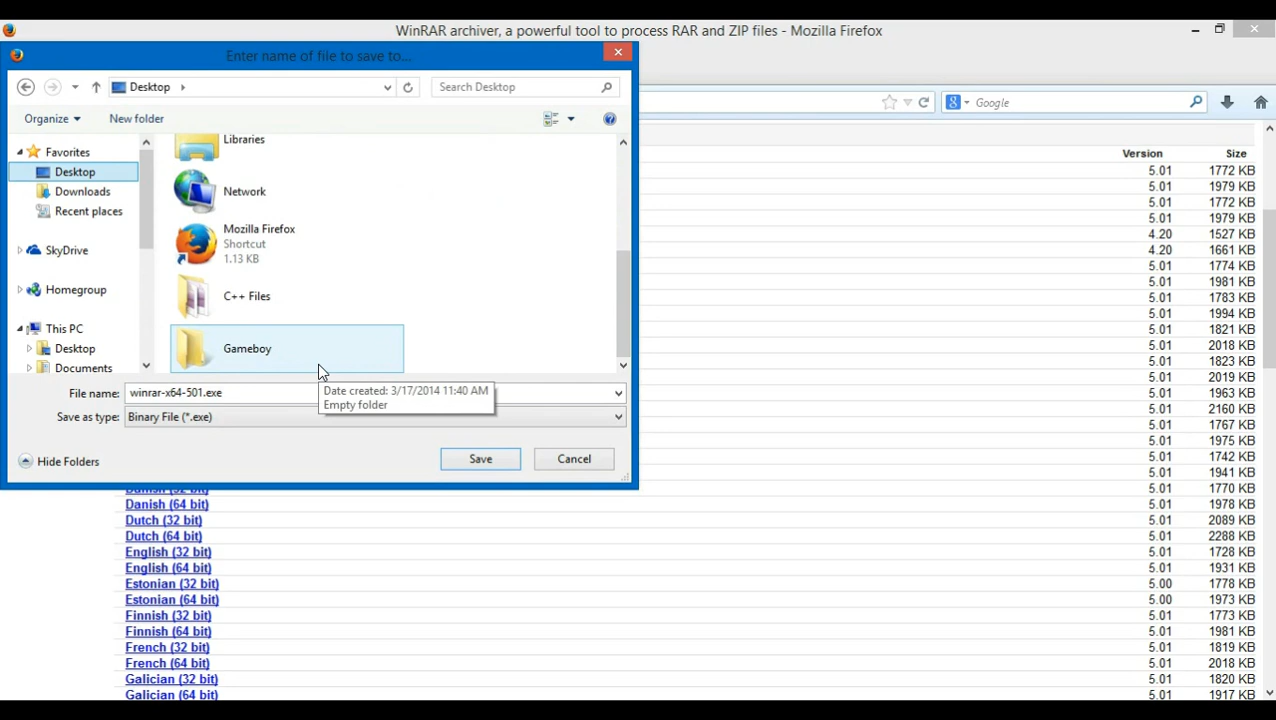 WinRAR archiver, a powerful tool to process RAR and ZIP files - Mozilla Firefox
Enter name of file to save to...
Desktop
Search Desktop
Google
Organize
New folder
Favorites
Desktop
Downloads
Recent places
SkyDrive
Homegroup
This PC
Desktop
Documents
Libraries
Network
Mozilla Firefox
Shortcut
1.13 KB
C++ Files
Gameboy
Date created: 3/17/2014 11:40 AM
Empty folder
File name: winrar-x64-501.exe
Save as type: Binary File (*.exe)
Hide Folders
Save
Cancel
Version Size
5.01 1772 KB
5.01 1979 KB
5.01 1772 KB
5.01 1979 KB
4.20 1527 KB
4.20 1661 KB
5.01 1774 KB
5.01 1981 KB
5.01 1783 KB
5.01 1994 KB
5.01 1821 KB
5.01 2018 KB
5.01 1823 KB
5.01 2019 KB
5.01 1963 KB
5.01 2160 KB
5.01 1767 KB
5.01 1975 KB
5.01 1742 KB
5.01 1941 KB
Danish (32 bit) 5.01 1770 KB
Danish (64 bit) 5.01 1978 KB
Dutch (32 bit) 5.01 2089 KB
Dutch (64 bit) 5.01 2288 KB
English (32 bit) 5.01 1728 KB
English (64 bit) 5.01 1931 KB
Estonian (32 bit) 5.00 1778 KB
Estonian (64 bit) 5.00 1973 KB
Finnish (32 bit) 5.01 1773 KB
Finnish (64 bit) 5.01 1981 KB
French (32 bit) 5.01 1819 KB
French (64 bit) 5.01 2018 KB
Galician (32 bit) 5.01 1820 KB
Galician (64 bit) 5.01 1917 KB